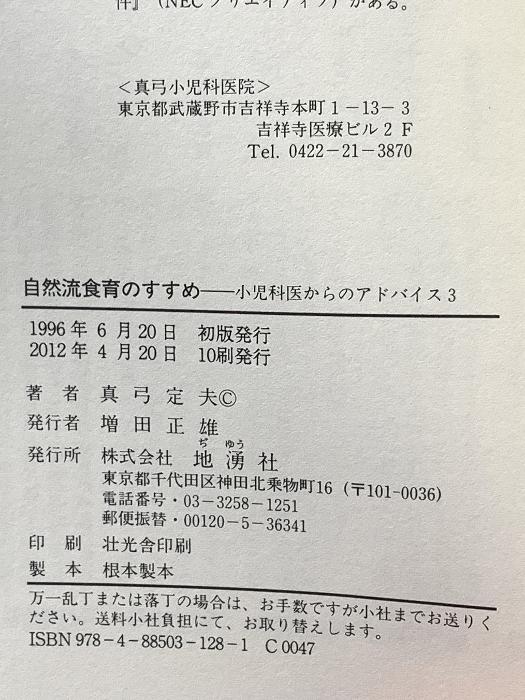 件』（NECクリエイティブ）がある。
＜真弓小児科医院＞
東京都武蔵野市吉祥寺本町1－13－3
吉祥寺医療ビル2F
Tel. 0422－21－3870
自然流食育のすすめ――小児科医からのアドバイス3
1996年6月20日 初版発行
2012年4月20日 10刷発行
著者 真弓定夫©
発行者 増田正雄
ぢ ゆう
発行所 株式会社 地湧社
東京都千代田区神田北乗物町16（〒101-0036）
電話番号・03－3258－1251
郵便振替・00120－5－36341
印刷 壮光舎印刷
製本 根本製本
万一乱丁または落丁の場合は、お手数ですが小社までお送りく
ださい。送料小社負担にて、お取り替えします。
ISBN 978－4－88503－128－1 C0047